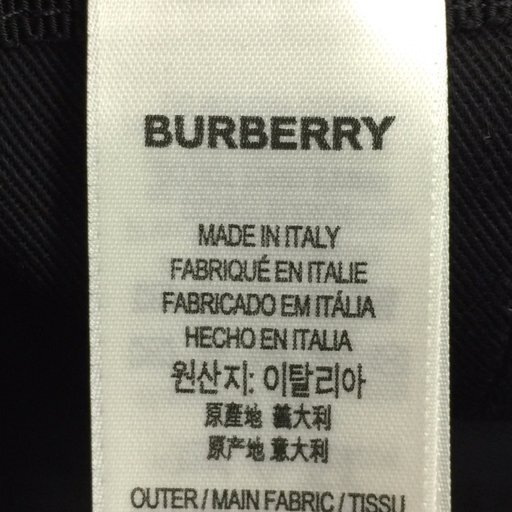 BURBERRY
MADE IN ITALY
FABRIQUÉ EN ITALIE
FABRICADO EM ITÁLIA
HECHO EN ITALIA
원산지: 이탈리아
原產地 義大利
原产地 意大利
OUTER / MAIN FABRIC / TISSU